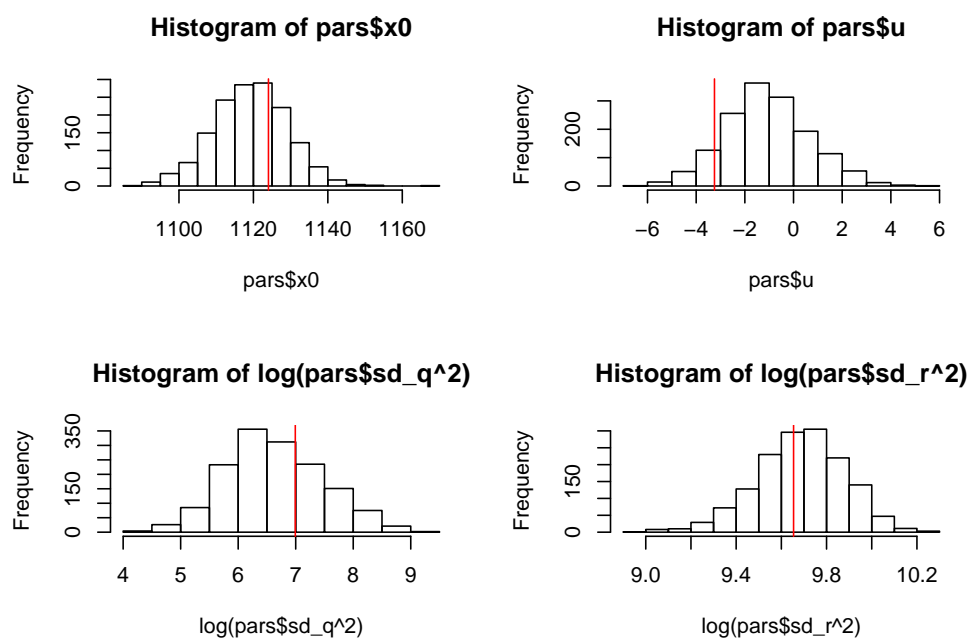 Histogram of pars$x0
Frequency
0 150
1100 1120 1140 1160
pars$x0
Histogram of pars$u
Frequency
0 200
−6 −4 −2 0 2 4 6
pars$u
Histogram of log(pars$sd_q^2)
Frequency
0 150 350
4 5 6 7 8 9
log(pars$sd_q^2)
Histogram of log(pars$sd_r^2)
Frequency
0 150
9.0 9.4 9.8 10.2
log(pars$sd_r^2)